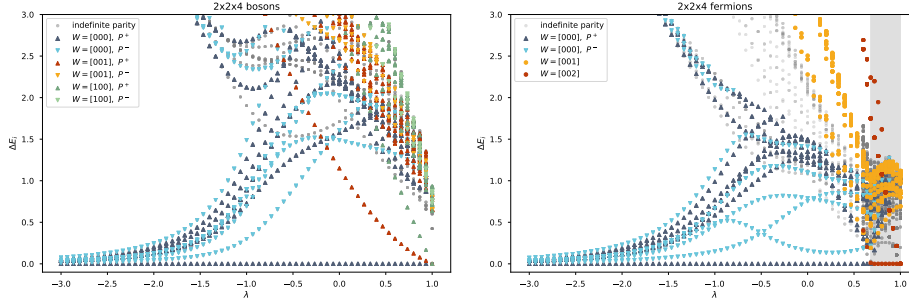 2x2x4 bosons
3.0
2.5
2.0
1.5
1.0
0.5
0.0
ΔE_i
indefinite parity
W = [000], P⁺
W = [000], P⁻
W = [001], P⁺
W = [001], P⁻
W = [100], P⁺
W = [100], P⁻
−3.0 −2.5 −2.0 −1.5 −1.0 −0.5 0.0 0.5 1.0
λ
2x2x4 fermions
3.0
2.5
2.0
1.5
1.0
0.5
0.0
ΔE_i
indefinite parity
W = [000], P⁺
W = [000], P⁻
W = [001]
W = [002]
−3.0 −2.5 −2.0 −1.5 −1.0 −0.5 0.0 0.5 1.0
λ